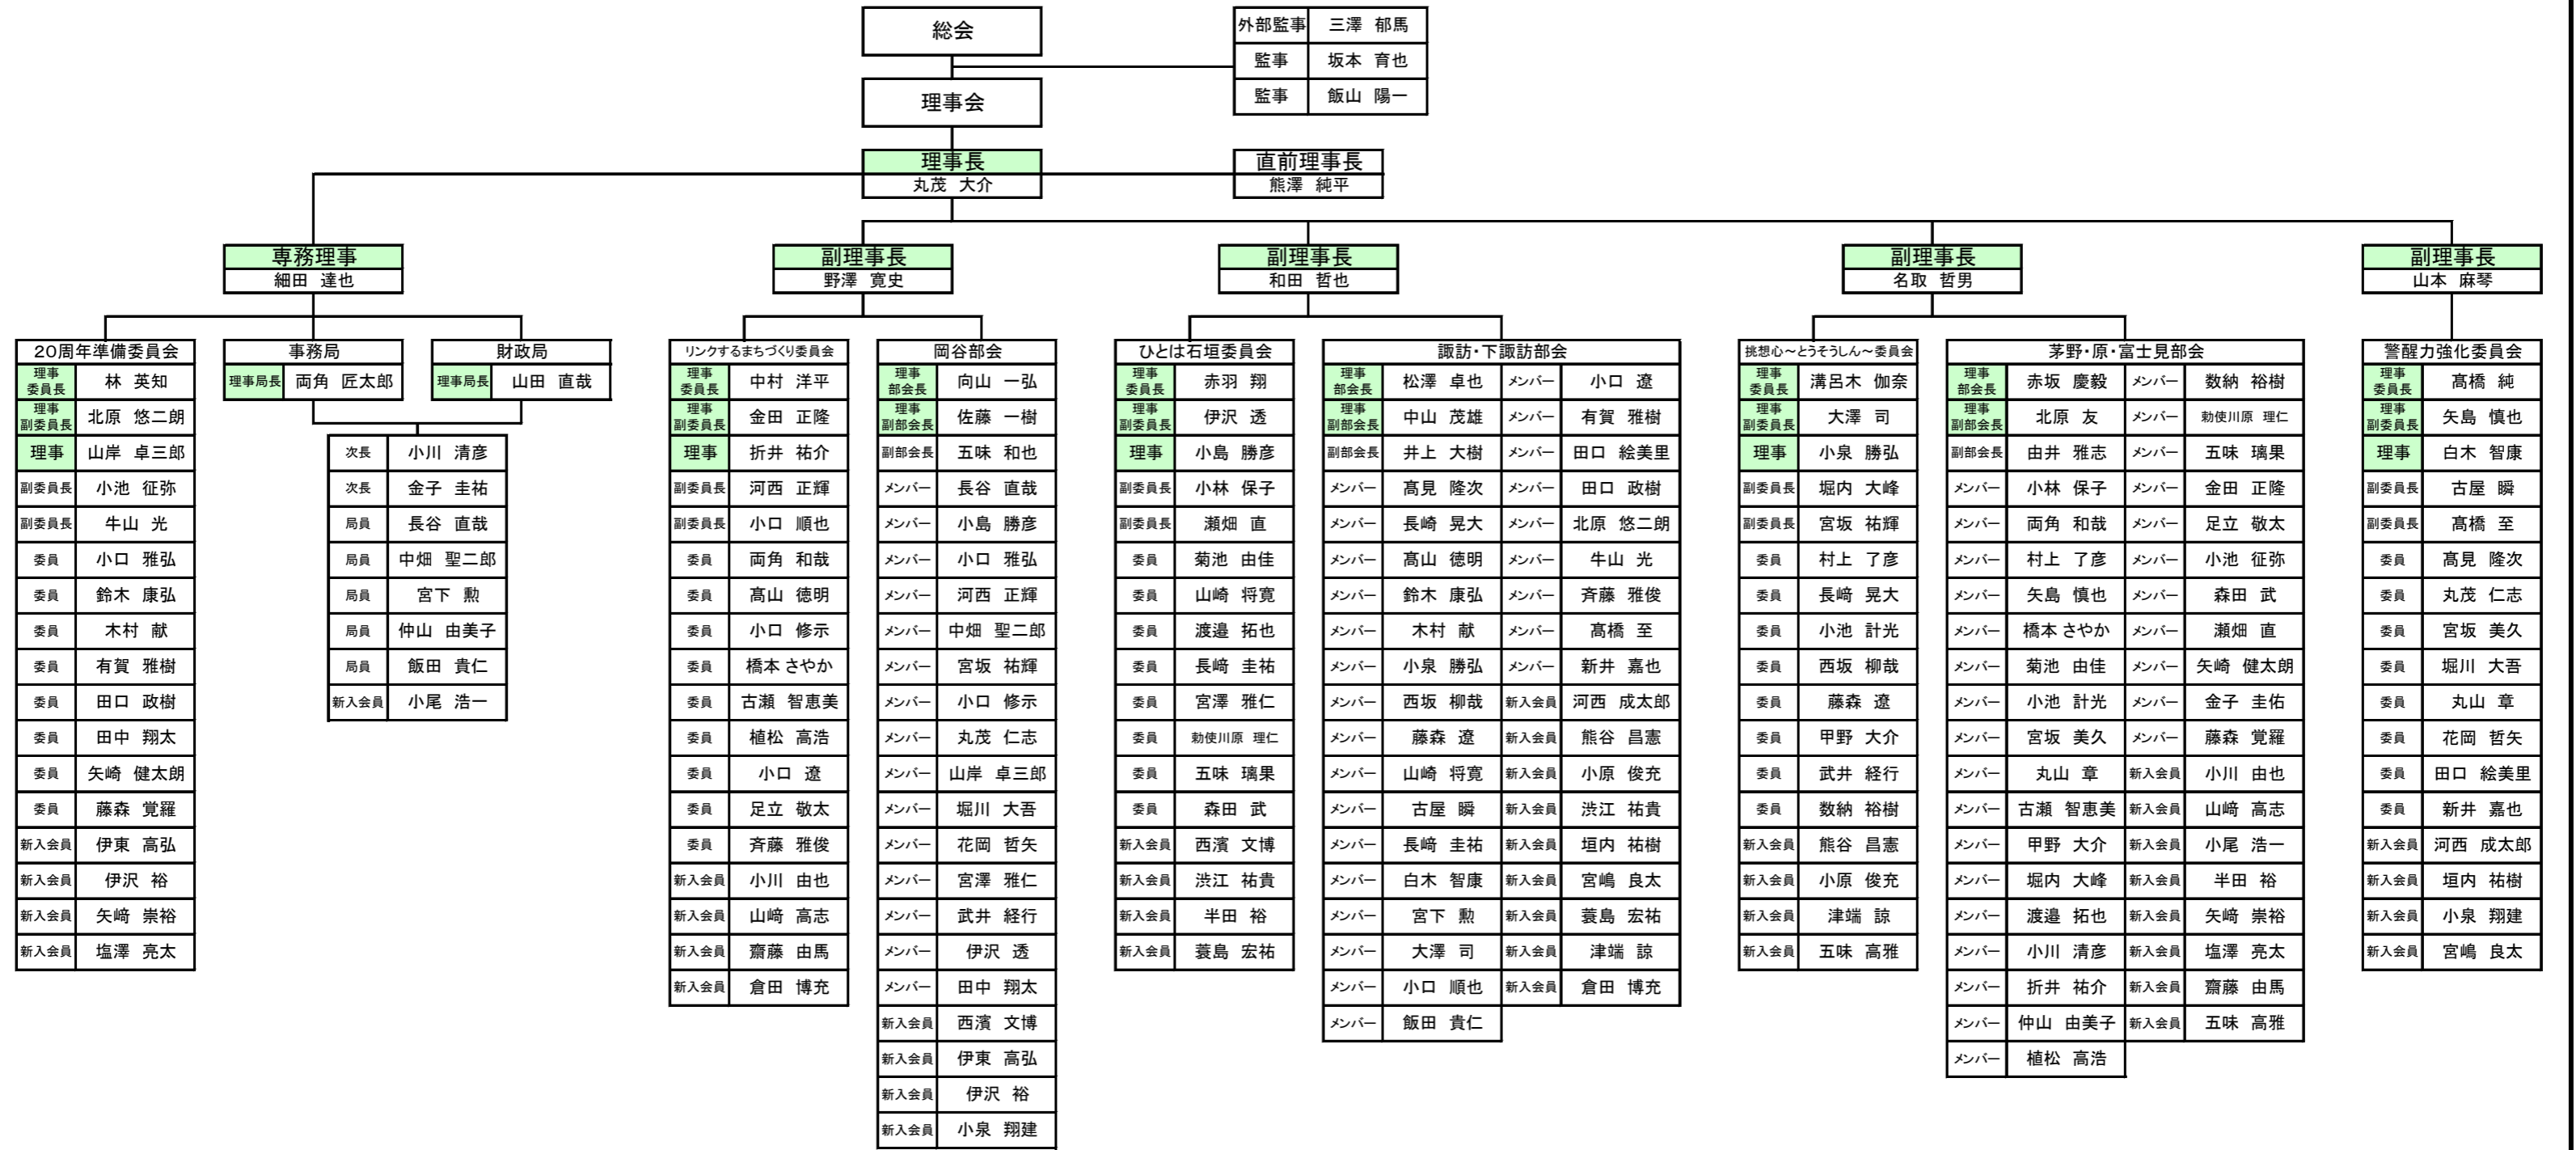 総会
外部監事 三澤 郁馬
監事 坂本 育也
監事 飯山 陽一
理事会
理事長
丸茂 大介
直前理事長
熊澤 純平
専務理事
細田 達也
副理事長
野澤 寛史
副理事長
和田 哲也
副理事長
名取 哲男
副理事長
山本 麻琴
20周年準備委員会
理事
委員長 林 英知
理事
副委員長 北原 悠二朗
理事 山岸 卓三郎
副委員長 小池 征弥
副委員長 牛山 光
委員 小口 雅弘
委員 鈴木 康弘
委員 木村 献
委員 有賀 雅樹
委員 田口 政樹
委員 田中 翔太
委員 矢崎 健太朗
委員 藤森 覚羅
新入会員 伊東 高弘
新入会員 伊沢 裕
新入会員 矢﨑 崇裕
新入会員 塩澤 亮太
事務局
理事局長 両角 匠太郎
財政局
理事局長 山田 直哉
次長 小川 清彦
次長 金子 圭祐
局員 長谷 直哉
局員 中畑 聖二郎
局員 宮下 勲
局員 仲山 由美子
局員 飯田 貴仁
新入会員 小尾 浩一
リンクするまちづくり委員会
理事
委員長 中村 洋平
理事
副委員長 金田 正隆
理事 折井 祐介
副委員長 河西 正輝
副委員長 小口 順也
委員 両角 和哉
委員 髙山 徳明
委員 小口 修示
委員 橋本 さやか
委員 古瀬 智恵美
委員 植松 高浩
委員 小口 遼
委員 足立 敬太
委員 斉藤 雅俊
新入会員 小川 由也
新入会員 山﨑 高志
新入会員 齋藤 由馬
新入会員 倉田 博充
岡谷部会
理事
部会長 向山 一弘
理事
副部会長 佐藤 一樹
副部会長 五味 和也
メンバー 長谷 直哉
メンバー 小島 勝彦
メンバー 小口 雅弘
メンバー 河西 正輝
メンバー 中畑 聖二郎
メンバー 宮坂 祐輝
メンバー 小口 修示
メンバー 丸茂 仁志
メンバー 山岸 卓三郎
メンバー 堀川 大吾
メンバー 花岡 哲矢
メンバー 宮澤 雅仁
メンバー 武井 経行
メンバー 伊沢 透
メンバー 田中 翔太
新入会員 西濱 文博
新入会員 伊東 高弘
新入会員 伊沢 裕
新入会員 小泉 翔建
ひとは石垣委員会
理事
委員長 赤羽 翔
理事
副委員長 伊沢 透
理事 小島 勝彦
副委員長 小林 保子
副委員長 瀬畑 直
委員 菊池 由佳
委員 山崎 将寛
委員 渡邉 拓也
委員 長﨑 圭祐
委員 宮澤 雅仁
委員 勅使川原 理仁
委員 五味 璃果
委員 森田 武
新入会員 西濱 文博
新入会員 渋江 祐貴
新入会員 半田 裕
新入会員 蓑島 宏祐
諏訪・下諏訪部会
理事
部会長 松澤 卓也 メンバー 小口 遼
理事
副部会長 中山 茂雄 メンバー 有賀 雅樹
副部会長 井上 大樹 メンバー 田口 絵美里
メンバー 髙見 隆次 メンバー 田口 政樹
メンバー 長崎 晃大 メンバー 北原 悠二朗
メンバー 髙山 徳明 メンバー 牛山 光
メンバー 鈴木 康弘 メンバー 斉藤 雅俊
メンバー 木村 献 メンバー 髙橋 至
メンバー 小泉 勝弘 メンバー 新井 嘉也
メンバー 西坂 柳哉 新入会員 河西 成太郎
メンバー 藤森 遼 新入会員 熊谷 昌憲
メンバー 山崎 将寛 新入会員 小原 俊充
メンバー 古屋 瞬 新入会員 渋江 祐貴
メンバー 長﨑 圭祐 新入会員 垣内 祐樹
メンバー 白木 智康 新入会員 宮嶋 良太
メンバー 宮下 勲 新入会員 蓑島 宏祐
メンバー 大澤 司 新入会員 津端 諒
メンバー 小口 順也 新入会員 倉田 博充
メンバー 飯田 貴仁
挑想心～とうそうしん～委員会
理事
委員長 溝呂木 伽奈
理事
副委員長 大澤 司
理事 小泉 勝弘
副委員長 堀内 大峰
副委員長 宮坂 祐輝
委員 村上 了彦
委員 長﨑 晃大
委員 小池 計光
委員 西坂 柳哉
委員 藤森 遼
委員 甲野 大介
委員 武井 経行
委員 数納 裕樹
新入会員 熊谷 昌憲
新入会員 小原 俊充
新入会員 津端 諒
新入会員 五味 高雅
茅野・原・富士見部会
理事
部会長 赤坂 慶毅 メンバー 数納 裕樹
理事
副部会長 北原 友 メンバー 勅使川原 理仁
副部会長 由井 雅志 メンバー 五味 璃果
メンバー 小林 保子 メンバー 金田 正隆
メンバー 両角 和哉 メンバー 足立 敬太
メンバー 村上 了彦 メンバー 小池 征弥
メンバー 矢島 慎也 メンバー 森田 武
メンバー 橋本 さやか メンバー 瀬畑 直
メンバー 菊池 由佳 メンバー 矢崎 健太朗
メンバー 小池 計光 メンバー 金子 圭佑
メンバー 宮坂 美久 メンバー 藤森 覚羅
メンバー 丸山 章 新入会員 小川 由也
メンバー 古瀬 智恵美 新入会員 山﨑 高志
メンバー 甲野 大介 新入会員 小尾 浩一
メンバー 堀内 大峰 新入会員 半田 裕
メンバー 渡邉 拓也 新入会員 矢﨑 崇裕
メンバー 小川 清彦 新入会員 塩澤 亮太
メンバー 折井 祐介 新入会員 齋藤 由馬
メンバー 仲山 由美子 新入会員 五味 高雅
メンバー 植松 高浩
警醒力強化委員会
理事
委員長 髙橋 純
理事
副委員長 矢島 慎也
理事 白木 智康
副委員長 古屋 瞬
副委員長 髙橋 至
委員 髙見 隆次
委員 丸茂 仁志
委員 宮坂 美久
委員 堀川 大吾
委員 丸山 章
委員 花岡 哲矢
委員 田口 絵美里
委員 新井 嘉也
新入会員 河西 成太郎
新入会員 垣内 祐樹
新入会員 小泉 翔建
新入会員 宮嶋 良太